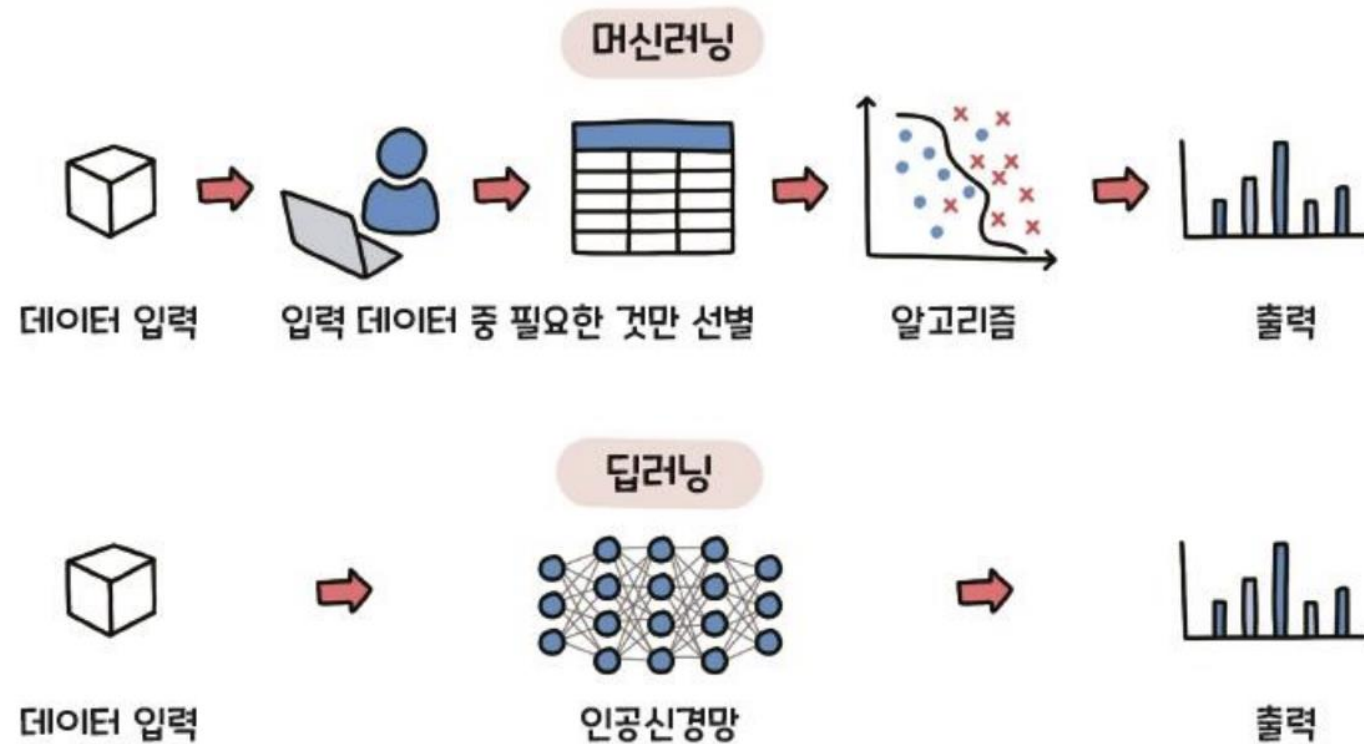 머신러닝
데이터 입력
입력 데이터 중 필요한 것만 선별
알고리즘
출력
딥러닝
데이터 입력
인공신경망
출력